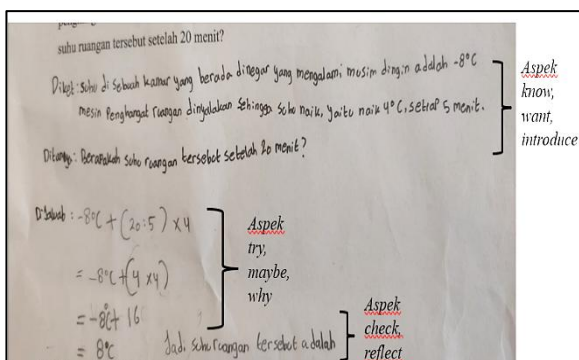 suhu ruangan tersebut setelah 20 menit?
Diket : Suhu di sebuah kamar yang berada dinegar yang mengalami musim dingin adalah -8°C
mesin Penghangat ruangan dinyalakan sehingga suhu naik, yaitu naik 4°C, setiap 5 menit.
Aspek
know,
want,
introduce
Ditanya : Berapakah suhu ruangan tersebut setelah 20 menit?
Dijawab : -8°C + (20:5) x 4
= -8°C + (4 x 4)
= -8°C + 16
= 8°C
Aspek
try,
maybe,
why
Jadi suhu ruangan tersebut adalah
Aspek
check,
reflect